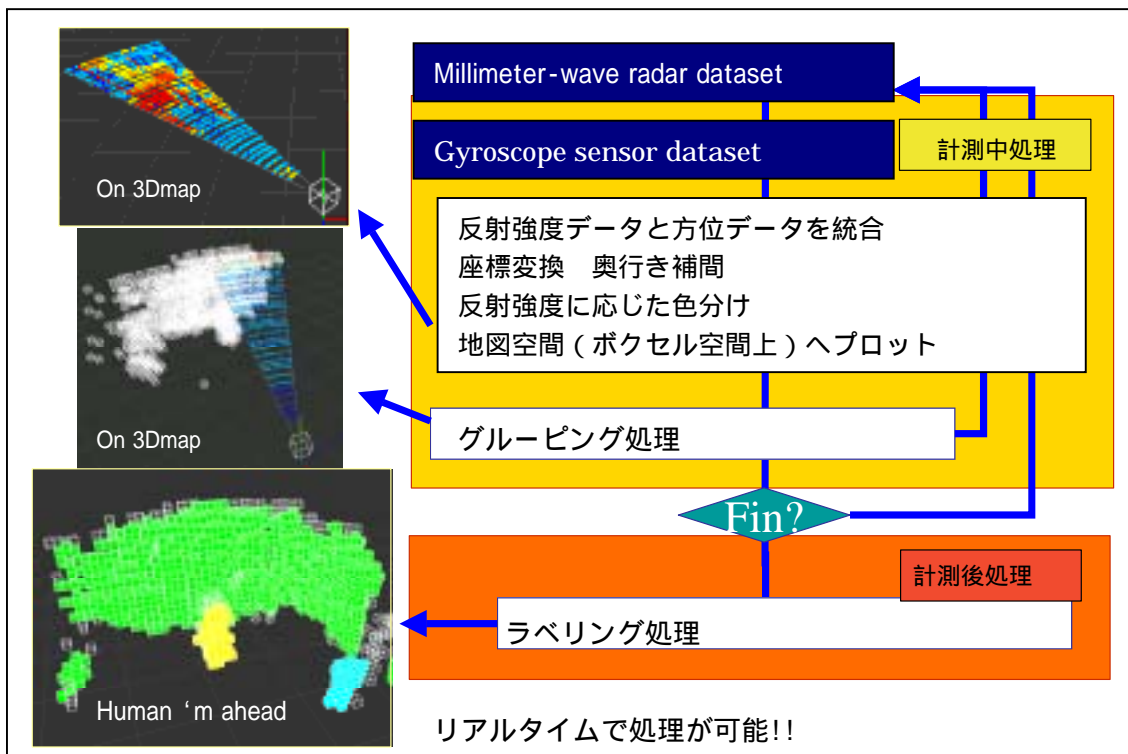 On 3Dmap
On 3Dmap
Human ‘m ahead
Millimeter-wave radar dataset
Gyroscope sensor dataset
計測中処理
反射強度データと方位データを統合
座標変換　奥行き補間
反射強度に応じた色分け
地図空間（ボクセル空間上）へプロット
グルーピング処理
Fin?
計測後処理
ラベリング処理
リアルタイムで処理が可能!!